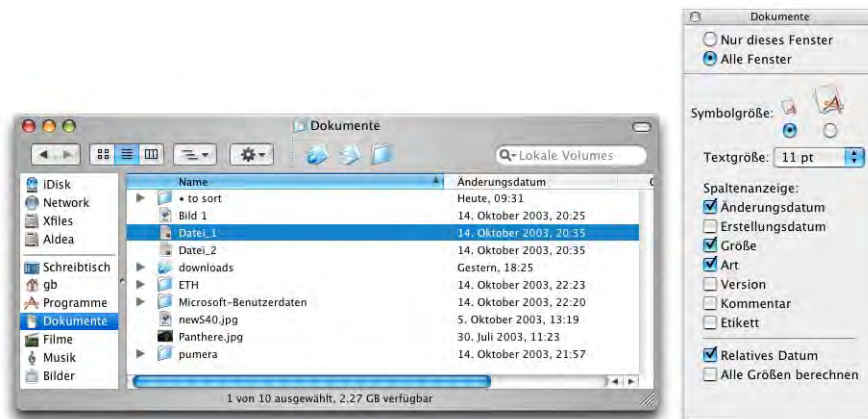 Dokumente
Lokale Volumes
iDisk
Network
Xfiles
Aldea
Schreibtisch
gb
Programme
Dokumente
Filme
Musik
Bilder
Name Änderungsdatum
• to sort Heute, 09:31
Bild 1 14. Oktober 2003, 20:25
Datei_1 14. Oktober 2003, 20:35
Datei_2 14. Oktober 2003, 20:35
downloads Gestern, 18:25
ETH 14. Oktober 2003, 22:23
Microsoft-Benutzerdaten 14. Oktober 2003, 22:20
newS40.jpg 5. Oktober 2003, 13:19
Panthere.jpg 30. Juli 2003, 11:23
pumera 14. Oktober 2003, 21:57
1 von 10 ausgewählt, 2.27 GB verfügbar
Dokumente
Nur dieses Fenster
Alle Fenster
Symbolgröße:
Textgröße: 11 pt
Spaltenanzeige:
Änderungsdatum
Erstellungsdatum
Größe
Art
Version
Kommentar
Etikett
Relatives Datum
Alle Größen berechnen